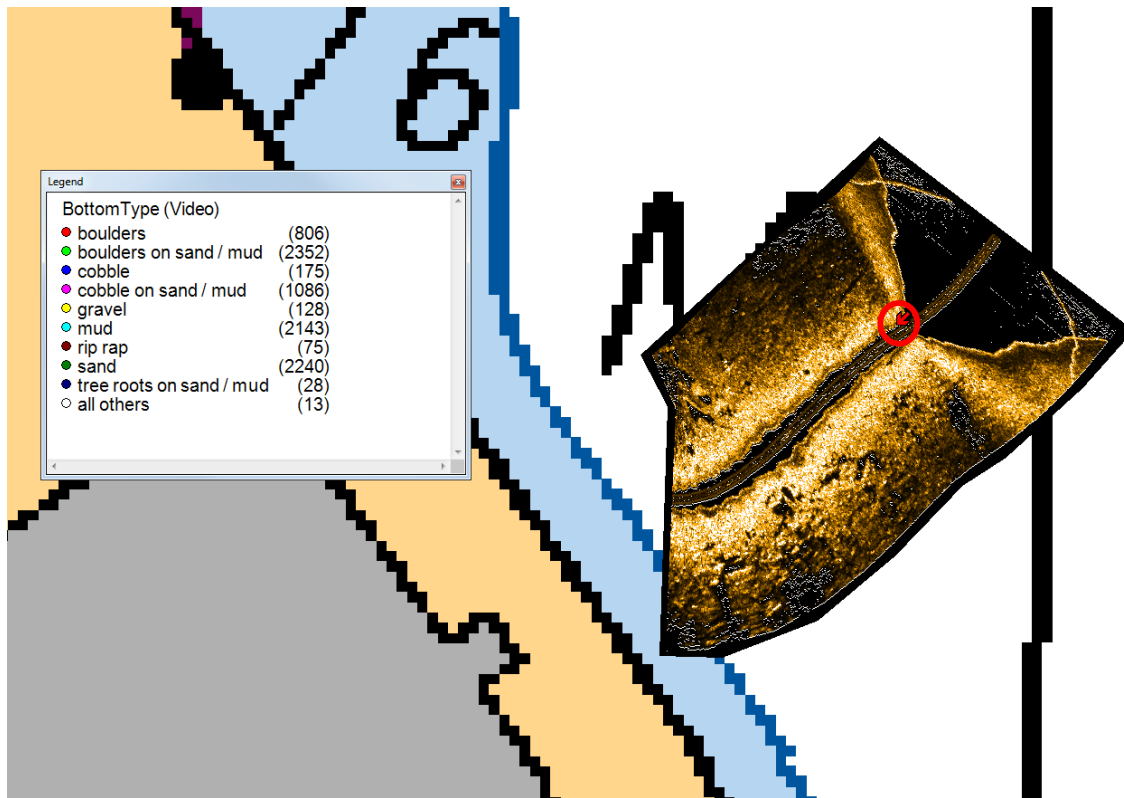 6
Legend
x
BottomType (Video)
boulders (806)
boulders on sand / mud (2352)
cobble (175)
cobble on sand / mud (1086)
gravel (128)
mud (2143)
rip rap (75)
sand (2240)
tree roots on sand / mud (28)
all others (13)